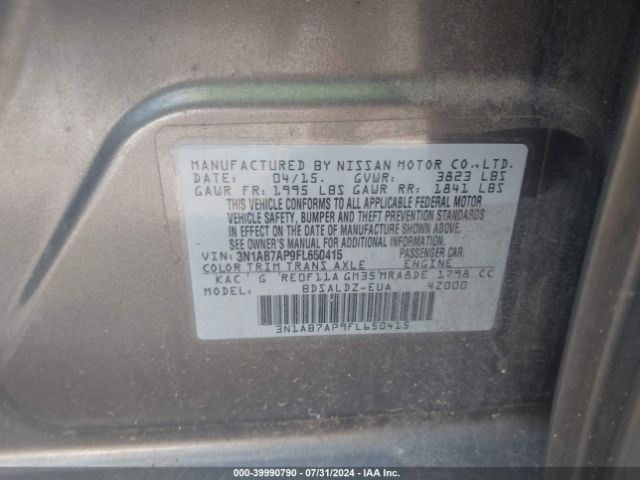 MANUFACTURED BY NISSAN MOTOR CO.,LTD.
DATE: 04/15. GVWR: 3823 LBS
GAWR FR: 1995 LBS GAWR RR: 1841 LBS
THIS VEHICLE CONFORMS TO ALL APPLICABLE FEDERAL MOTOR
VEHICLE SAFETY, BUMPER AND THEFT PREVENTION STANDARDS
IN EFFECT ON THE DATE OF MANUFACTURE SHOWN ABOVE.
SEE OWNER'S MANUAL FOR ADDITIONAL INFORMATION.
VIN: 3N1AB7AP9FL650415 PASSENGER CAR.
COLOR TRIM TRANS AXLE ENGINE
KAC G RE0F11A GM35 MRA8DE 1798 CC
MODEL: BDSALDZ-EUA 42000
3N1AB7AP9FL650415
000-39990790 - 07/31/2024 - IAA Inc.